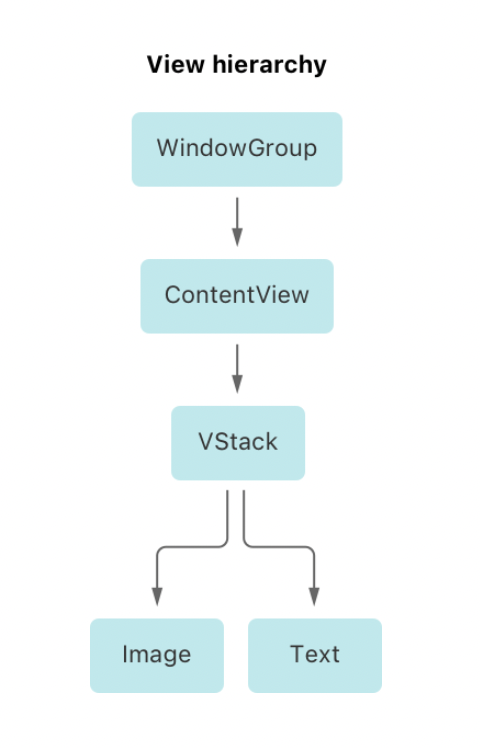 View hierarchy
WindowGroup
ContentView
VStack
Image
Text